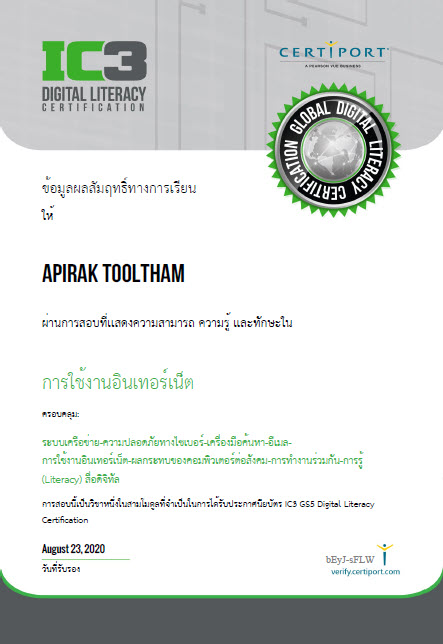 IC3
DIGITAL LITERACY
CERTIFICATION
CERTIPORT
A PEARSON VUE BUSINESS
GLOBAL DIGITAL LITERACY CERTIFICATION
ข้อมูลผลสัมฤทธิ์ทางการเรียน
ให้
APIRAK TOOLTHAM
ผ่านการสอบที่แสดงความสามารถ ความรู้ และทักษะใน
การใช้งานอินเทอร์เน็ต
ครอบคลุม:
ระบบเครือข่าย-ความปลอดภัยทางไซเบอร์-เครื่องมือค้นหา-อีเมล-
การใช้งานอินเทอร์เน็ต-ผลกระทบของคอมพิวเตอร์ต่อสังคม-การทำงานร่วมกัน-การรู้
(Literacy) สื่อดิจิทัล
การสอบนี้เป็นวิชาหนึ่งในสามโมดูลที่จำเป็นในการได้รับประกาศนียบัตร IC3 GS5 Digital Literacy
Certification
August 23, 2020
วันที่รับรอง
bEyJ-sFLW
verify.certiport.com